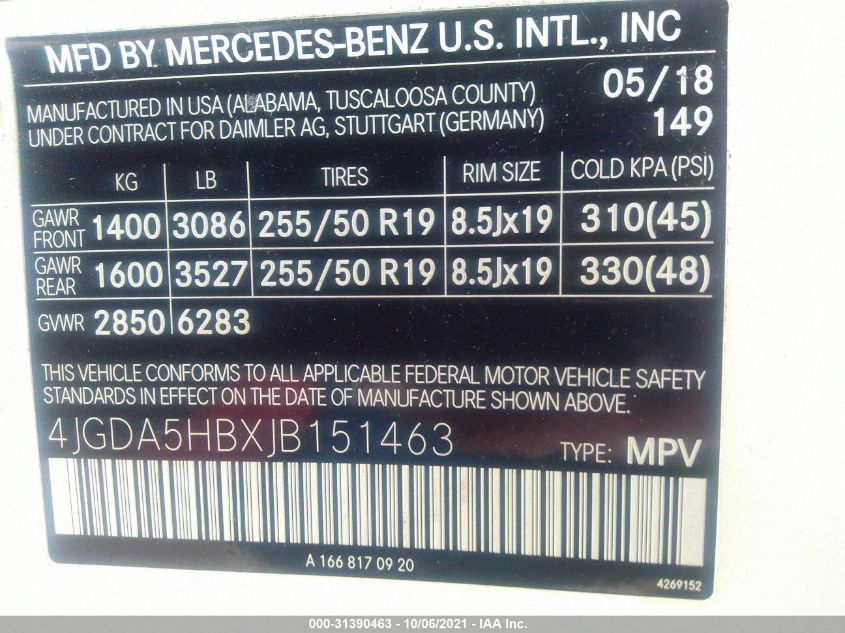 MFD BY MERCEDES-BENZ U.S. INTL., INC
MANUFACTURED IN USA (ALABAMA, TUSCALOOSA COUNTY) 05/18
UNDER CONTRACT FOR DAIMLER AG, STUTTGART (GERMANY) 149
KG LB TIRES RIM SIZE COLD KPA (PSI)
GAWR FRONT 1400 3086 255/50 R19 8.5Jx19 310(45)
GAWR REAR 1600 3527 255/50 R19 8.5Jx19 330(48)
GVWR 2850 6283
THIS VEHICLE CONFORMS TO ALL APPLICABLE FEDERAL MOTOR VEHICLE SAFETY
STANDARDS IN EFFECT ON THE DATE OF MANUFACTURE SHOWN ABOVE.
4JGDA5HBXJB151463 TYPE: MPV
A 166 817 09 20
4269152
000-31390463 - 10/06/2021 - IAA Inc.